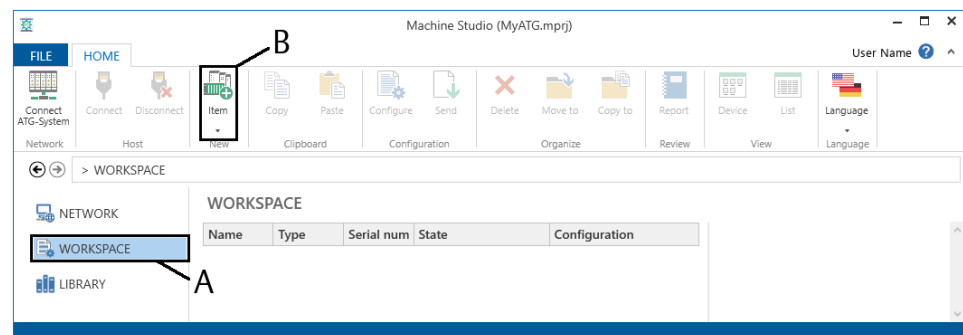 Machine Studio (MyATG.mprj)
B
FILE HOME User Name ?
Connect ATG-System
Connect Disconnect
Item
Copy Paste
Configure Send
Delete Move to Copy to
Report
Device List
Language
Network Host New Clipboard Configuration Organize Review View Language
> WORKSPACE
NETWORK
WORKSPACE
LIBRARY
A
WORKSPACE
Name Type Serial num State Configuration